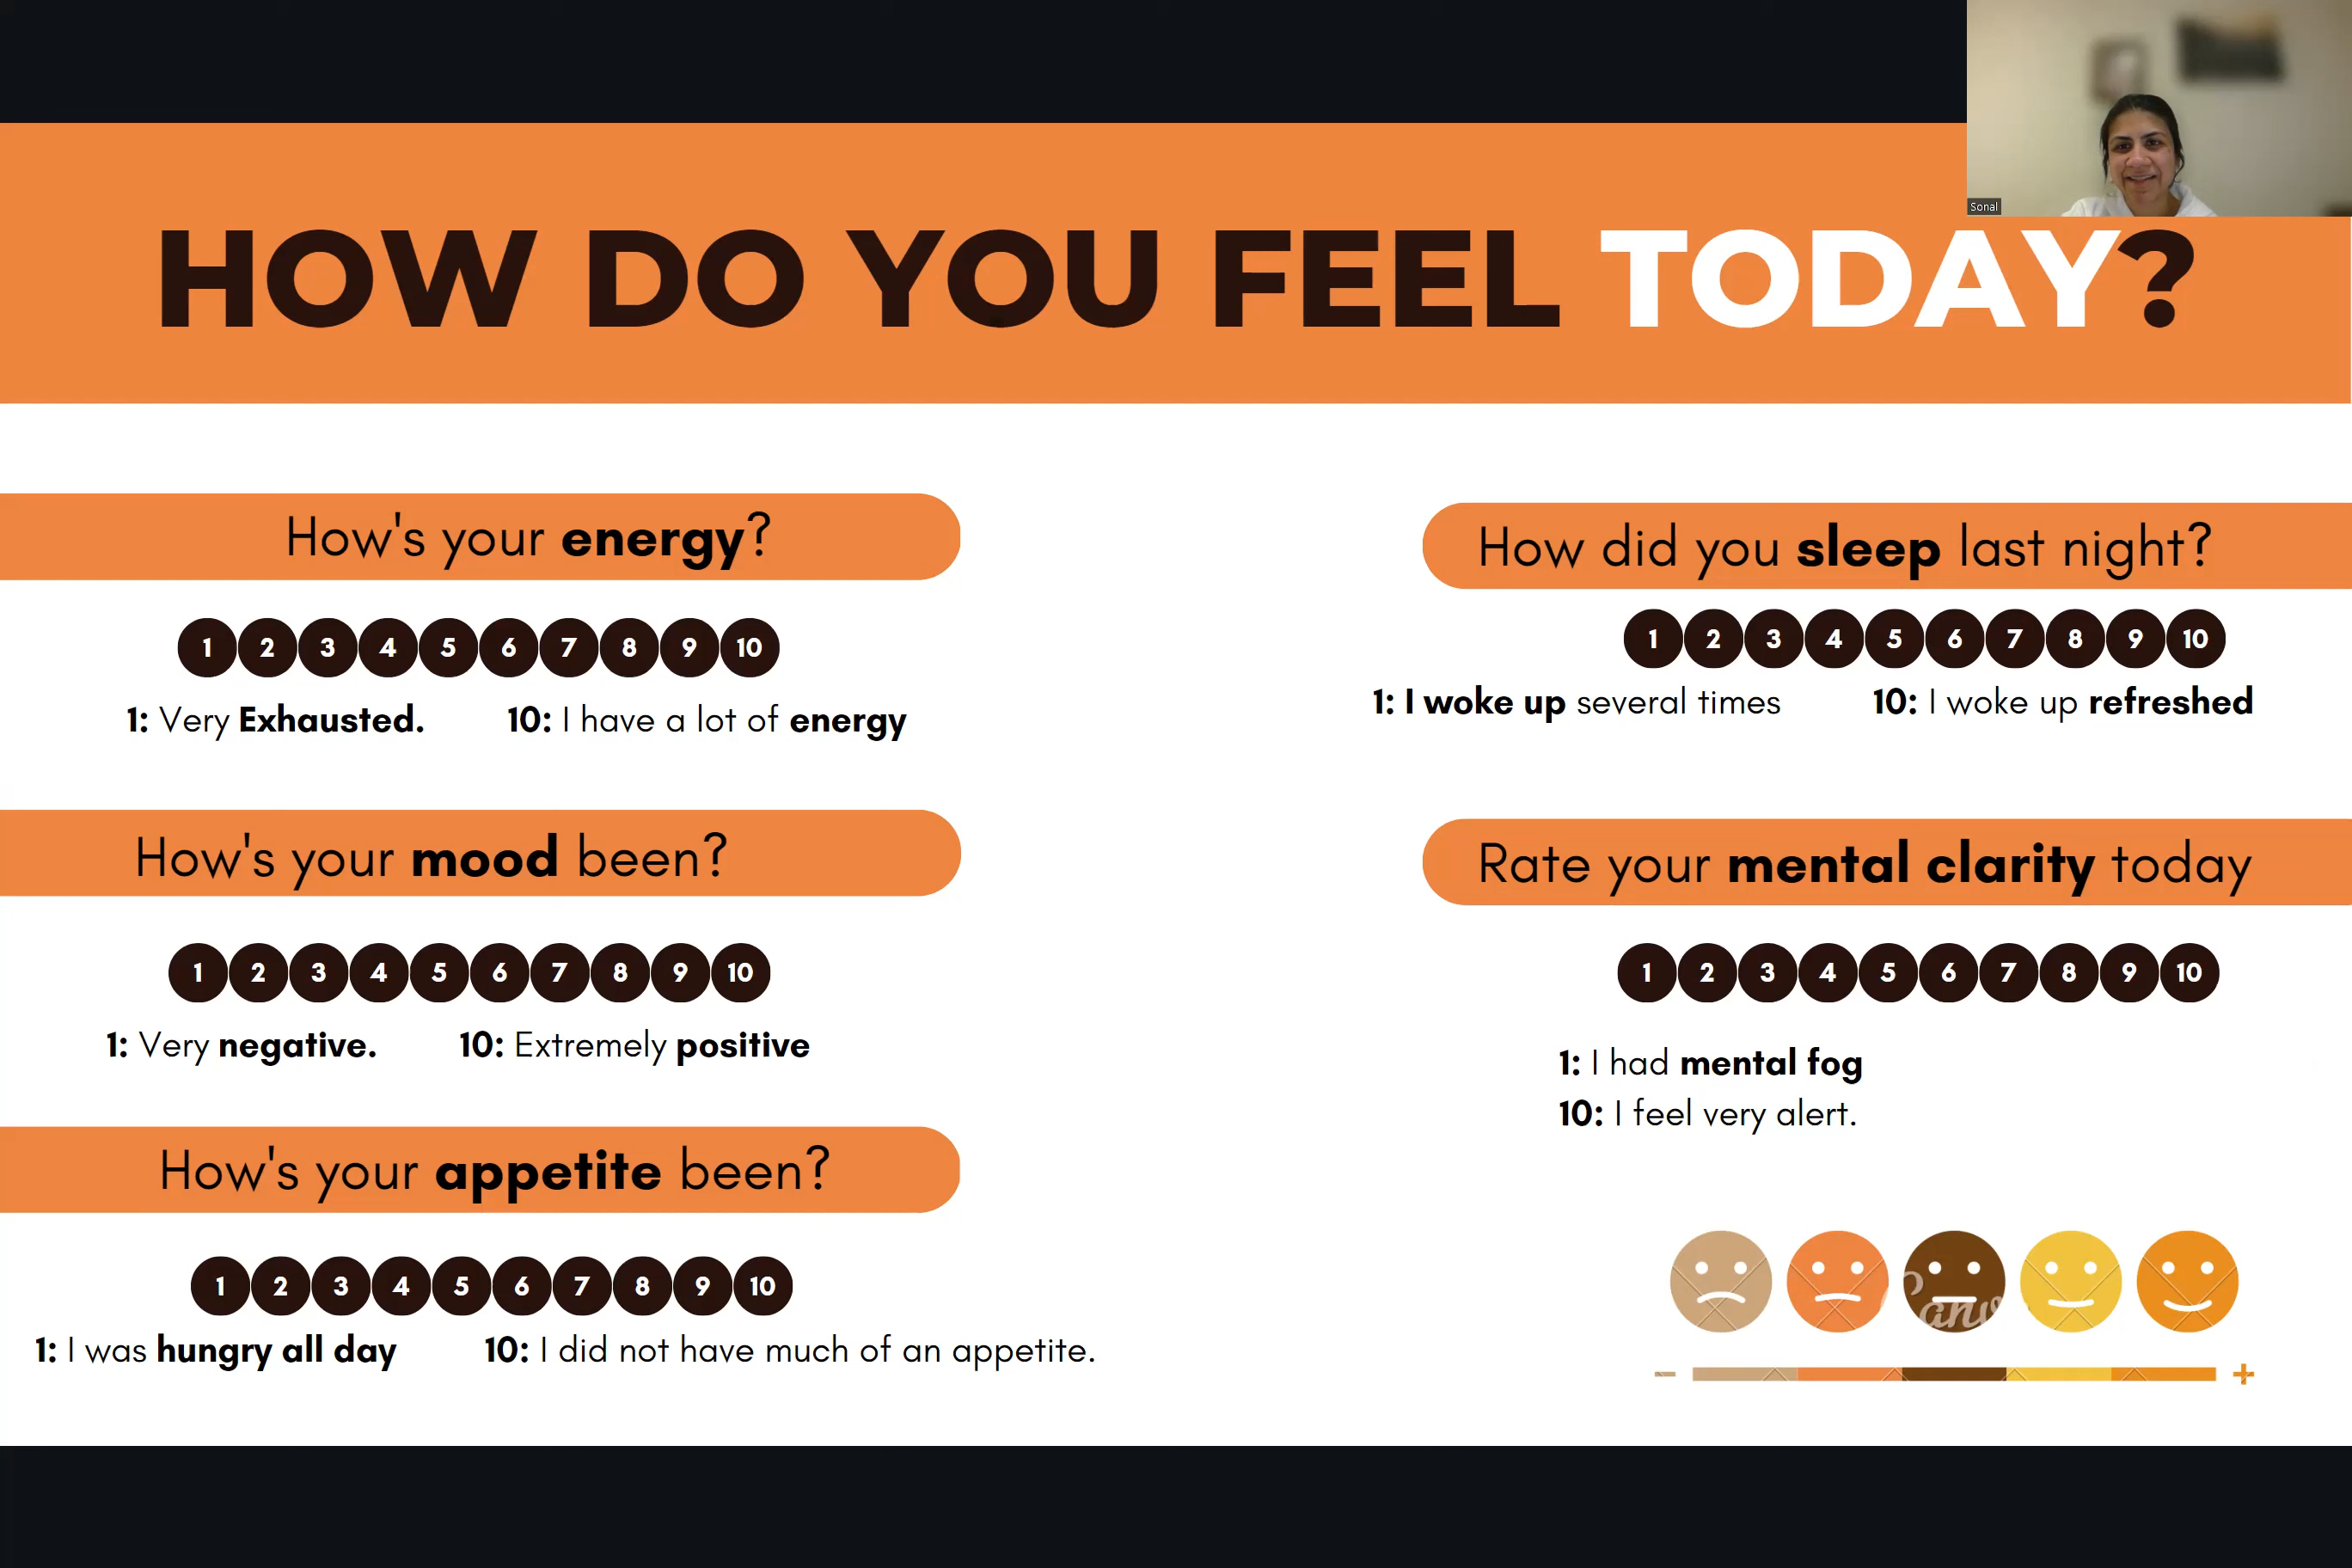 Sonal
HOW DO YOU FEEL TODAY?
How's your energy?
1 2 3 4 5 6 7 8 9 10
1: Very Exhausted. 10: I have a lot of energy
How's your mood been?
1 2 3 4 5 6 7 8 9 10
1: Very negative. 10: Extremely positive
How's your appetite been?
1 2 3 4 5 6 7 8 9 10
1: I was hungry all day 10: I did not have much of an appetite.
How did you sleep last night?
1 2 3 4 5 6 7 8 9 10
1: I woke up several times 10: I woke up refreshed
Rate your mental clarity today
1 2 3 4 5 6 7 8 9 10
1: I had mental fog
10: I feel very alert.
- +